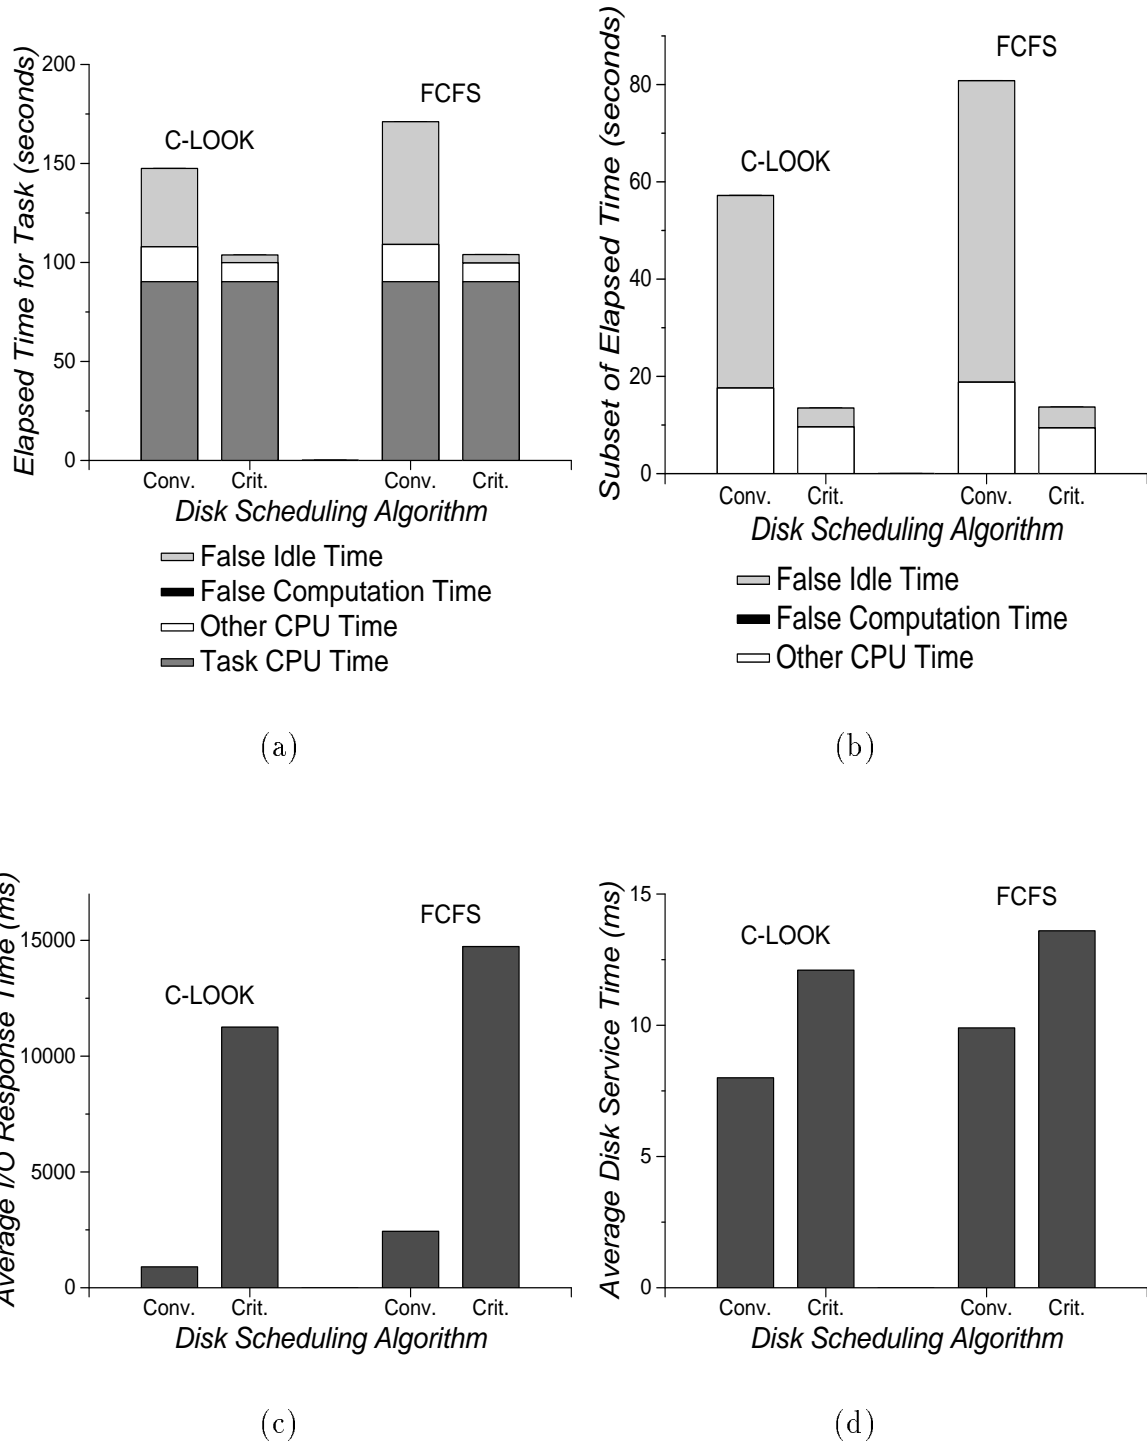 Elapsed Time for Task (seconds)
200
150
100
50
0
C-LOOK
FCFS
Conv.
Crit.
Conv.
Crit.
Disk Scheduling Algorithm
False Idle Time
False Computation Time
Other CPU Time
Task CPU Time
(a)
Subset of Elapsed Time (seconds)
80
60
40
20
0
C-LOOK
FCFS
Conv.
Crit.
Conv.
Crit.
Disk Scheduling Algorithm
False Idle Time
False Computation Time
Other CPU Time
(b)
Average I/O Response Time (ms)
15000
10000
5000
0
C-LOOK
FCFS
Conv.
Crit.
Conv.
Crit.
Disk Scheduling Algorithm
(c)
Average Disk Service Time (ms)
15
10
5
0
C-LOOK
FCFS
Conv.
Crit.
Conv.
Crit.
Disk Scheduling Algorithm
(d)